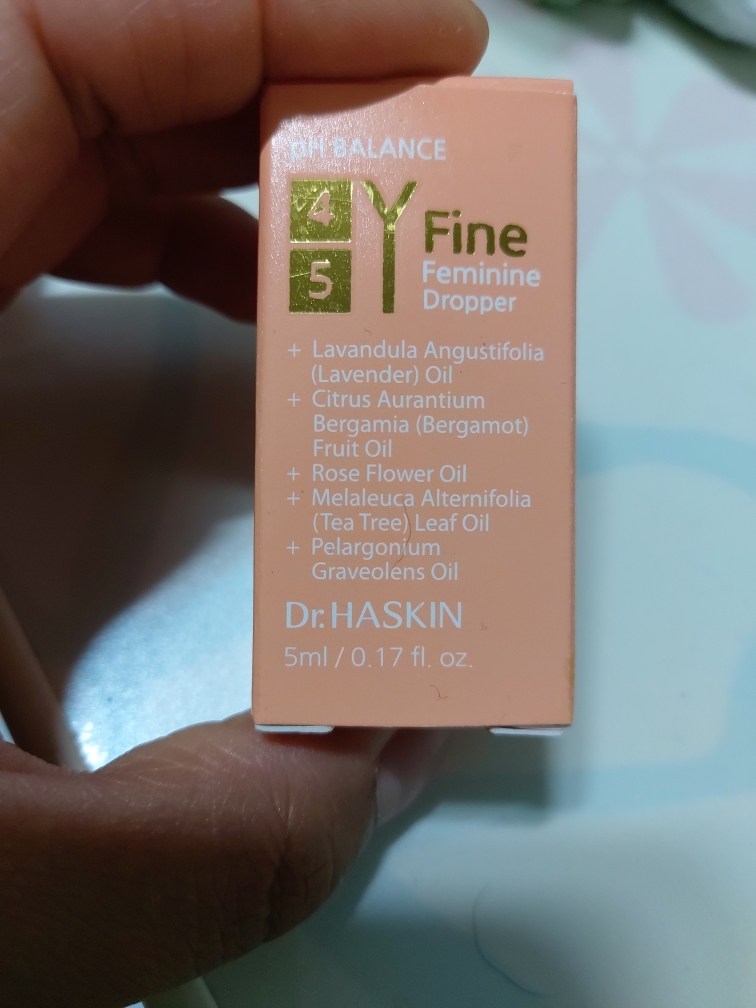 pH BALANCE
4
5
Y Fine
Feminine
Dropper
+ Lavandula Angustifolia
(Lavender) Oil
+ Citrus Aurantium
Bergamia (Bergamot)
Fruit Oil
+ Rose Flower Oil
+ Melaleuca Alternifolia
(Tea Tree) Leaf Oil
+ Pelargonium
Graveolens Oil
Dr.HASKIN
5ml / 0.17 fl. oz.